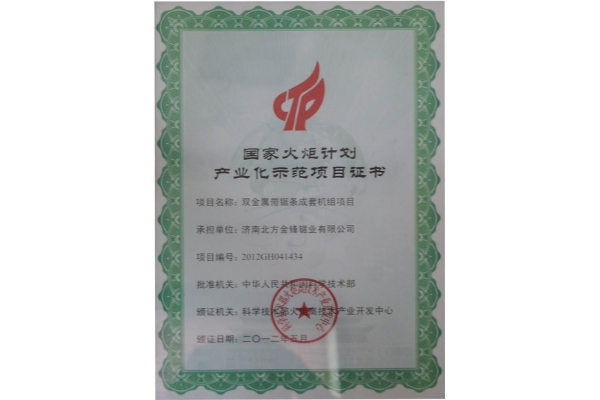 国家火炬计划
产业化示范项目证书
项目名称：双金属带锯条成套机组项目
承担单位：济南北方金锋锯业有限公司
项目编号：2012GH041434
批准机关：中华人民共和国科学技术部
颁证机关：科学技术部火炬高技术产业开发中心
颁证日期：二〇一二年五月